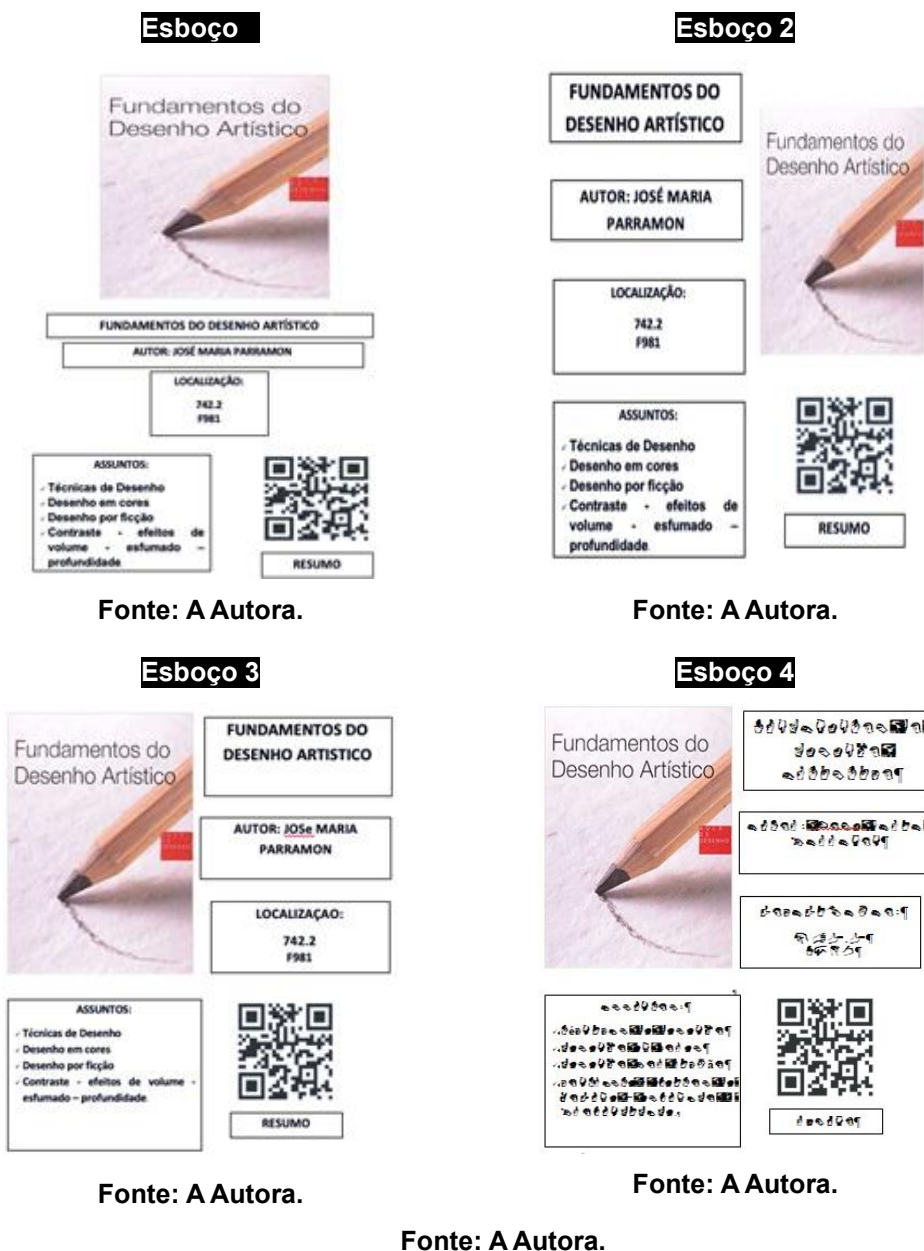 Esboço
Fundamentos do
Desenho Artístico
FUNDAMENTOS DO DESENHO ARTÍSTICO
AUTOR: JOSÉ MARIA PARRAMON
LOCALIZAÇÃO:
742.2
F981
ASSUNTOS:
Técnicas de Desenho
Desenho em cores
Desenho por ficção
Contraste - efeitos de
volume - esfumado –
profundidade
RESUMO
Fonte: A Autora.
Esboço 2
FUNDAMENTOS DO
DESENHO ARTÍSTICO
Fundamentos do
Desenho Artístico
AUTOR: JOSÉ MARIA
PARRAMON
LOCALIZAÇÃO:
742.2
F981
ASSUNTOS:
Técnicas de Desenho
Desenho em cores
Desenho por ficção
Contraste - efeitos de
volume - esfumado –
profundidade
RESUMO
Fonte: A Autora.
Esboço 3
Fundamentos do
Desenho Artístico
FUNDAMENTOS DO
DESENHO ARTISTICO
AUTOR: JOSe MARIA
PARRAMON
LOCALIZAÇAO:
742.2
F981
ASSUNTOS:
Técnicas de Desenho
Desenho em cores
Desenho por ficção
Contraste - efeitos de volume -
esfumado – profundidade
RESUMO
Fonte: A Autora.
Esboço 4
Fundamentos do
Desenho Artístico
Fonte: A Autora.
Fonte: A Autora.